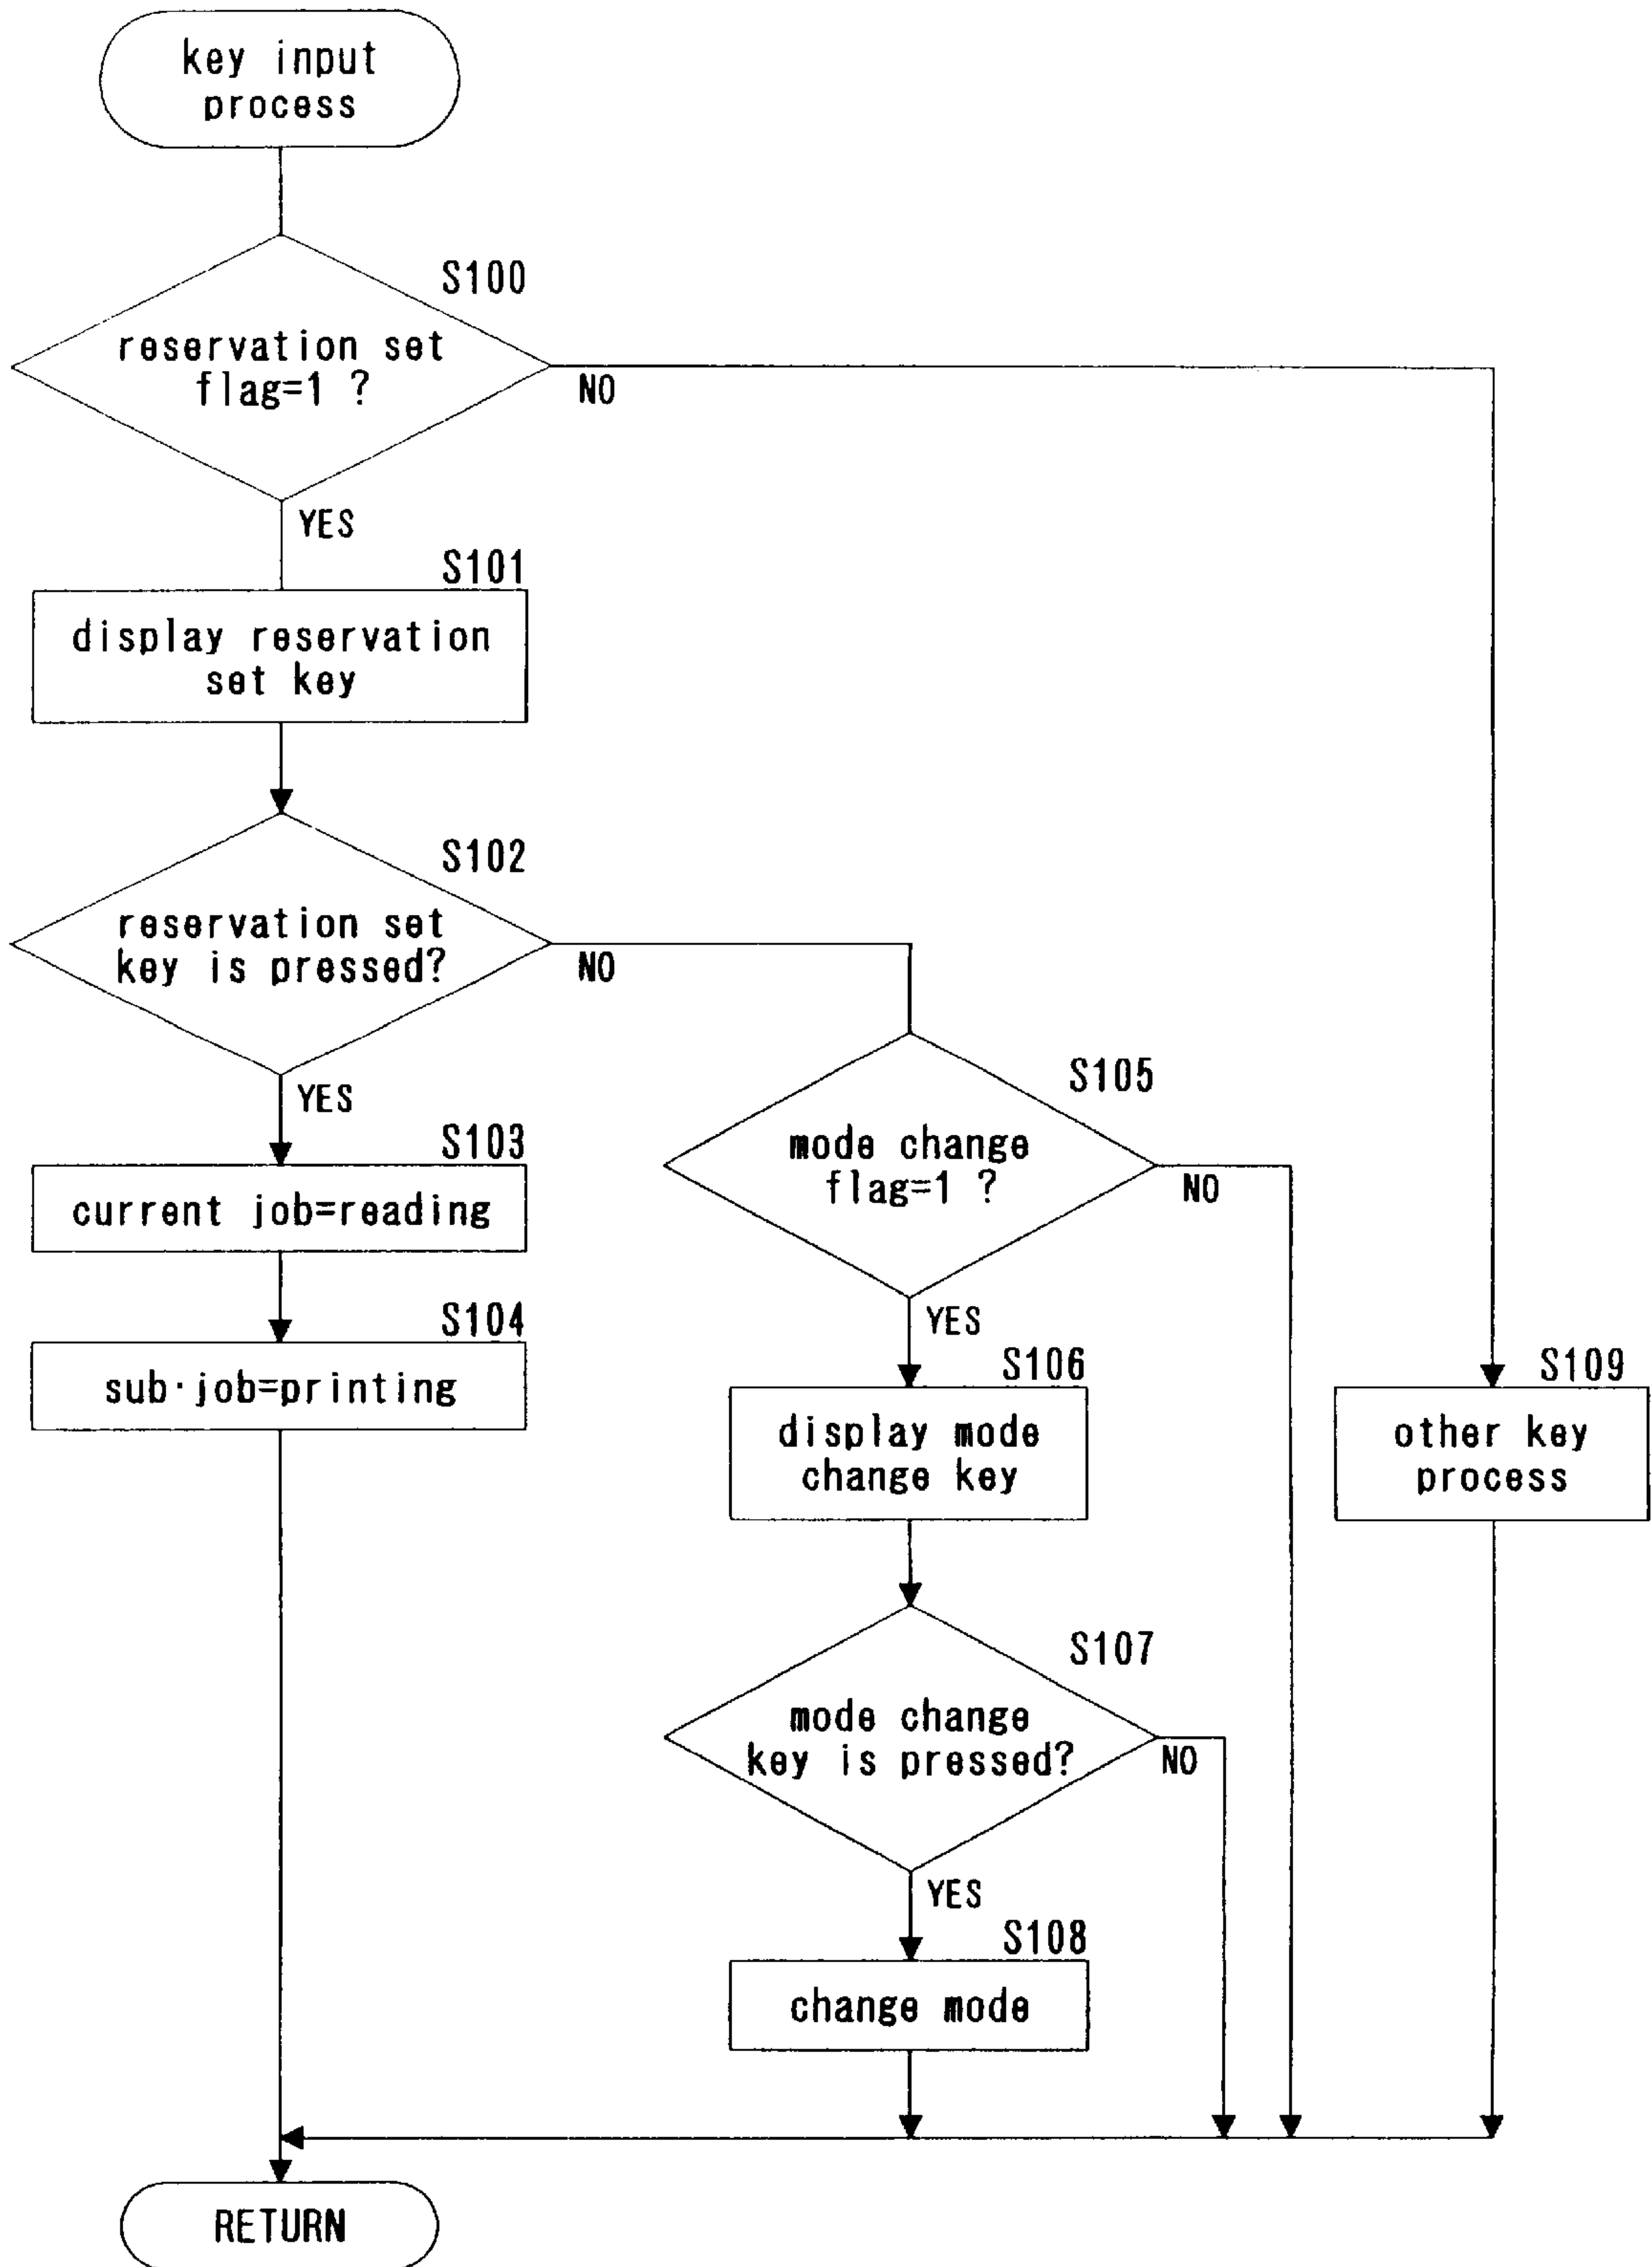 key input
process
S100
reservation set
flag=1 ?
NO
YES
S101
display reservation
set key
S102
reservation set
key is pressed?
NO
YES
S103
current job=reading
S104
sub·job=printing
S105
mode change
flag=1 ?
NO
YES
S106
display mode
change key
S107
mode change
key is pressed?
NO
YES
S108
change mode
S109
other key
process
RETURN